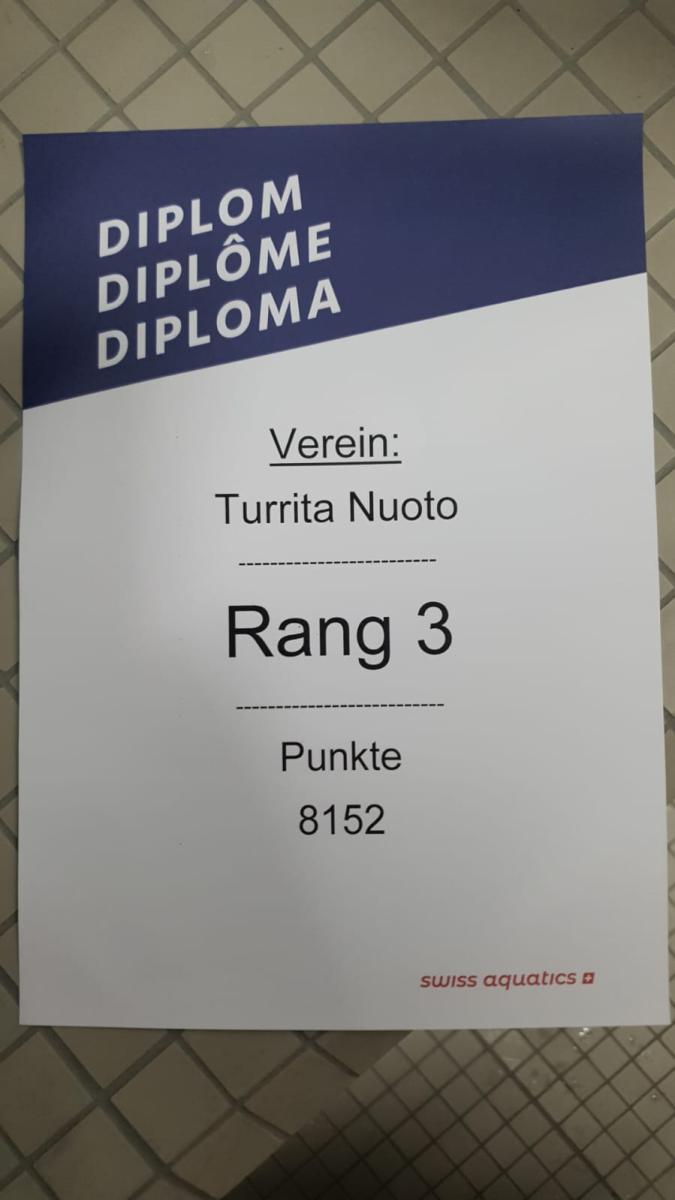 DIPLOM
DIPLÔME
DIPLOMA
Verein:
Turrita Nuoto
-------------------------
Rang 3
--------------------------
Punkte
8152
swiss aquatics